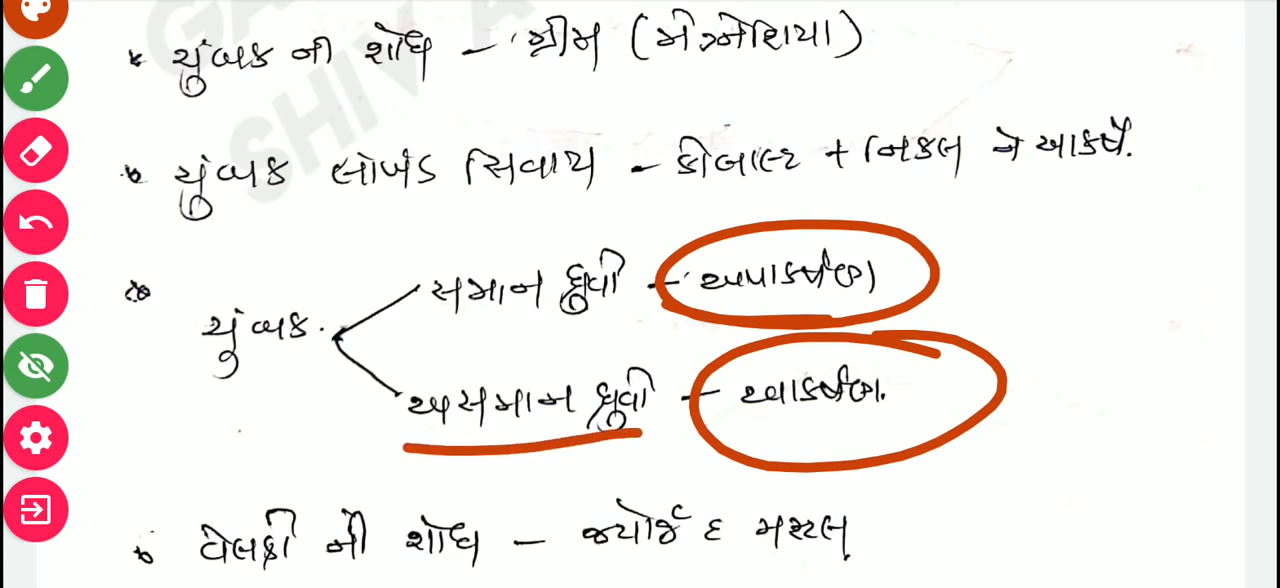 * ચુંબક ની શોધ - ગ્રીસ (મેગ્નેશિયા)
* ચુંબક લોખંડ સિવાય - કોબાલ્ટ + નિકલ ને આકર્ષે.
* ચુંબક.
સમાન ધ્રુવો - અપાકર્ષણ
અસમાન ધ્રુવો - આકર્ષણ.
* ની શોધ - જ્યોર્જ દ